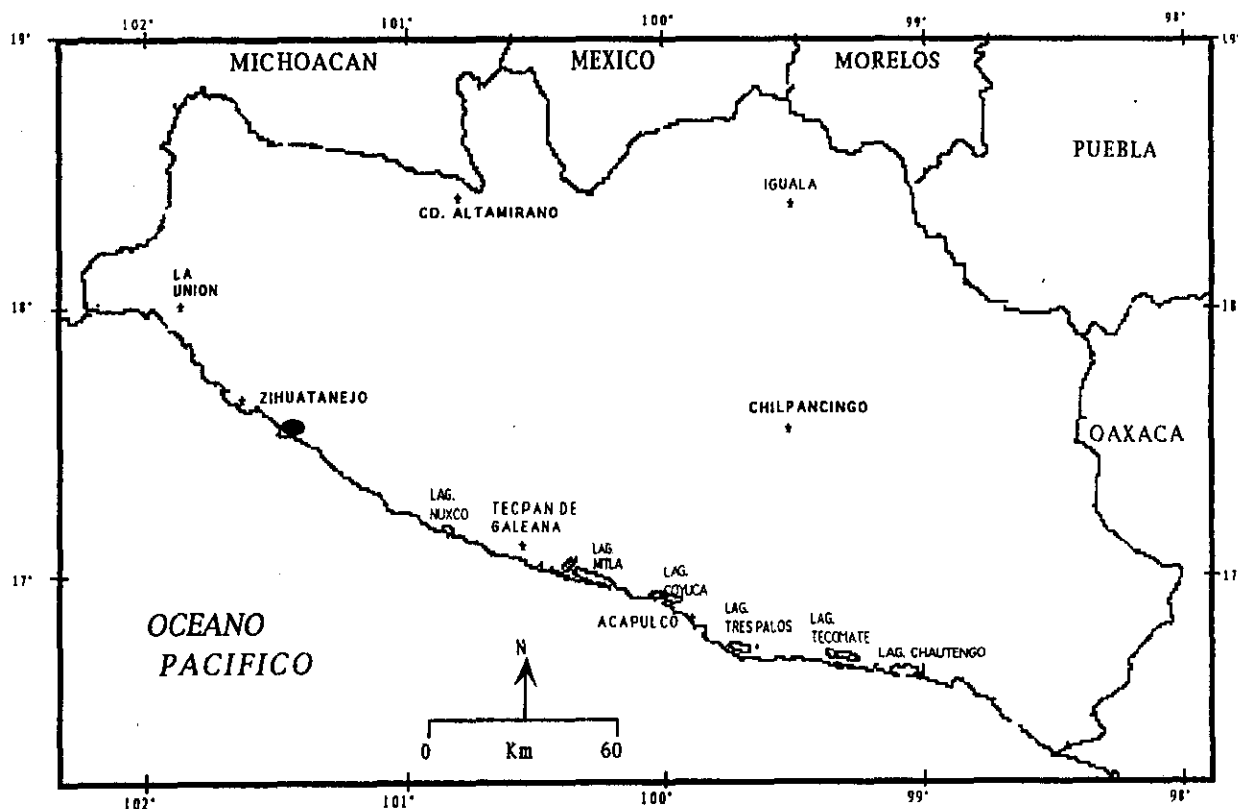 102° 101° 100° 99° 98°
19° 19°
MICHOACAN MEXICO MORELOS
PUEBLA
IGUALA
CD. ALTAMIRANO
LA
UNION
18° 18°
ZIHUATANEJO
CHILPANCINGO
OAXACA
LAG.
NUXCO
TECPAN DE
GALEANA
LAG.
MITLA
17° 17°
LAG.
COYUCA
ACAPULCO
LAG.
TRES PALOS
LAG.
TECOMATE
LAG. CHAUTENGO
OCEANO
PACIFICO
N
0 Km 60
102° 101° 100° 99° 98°